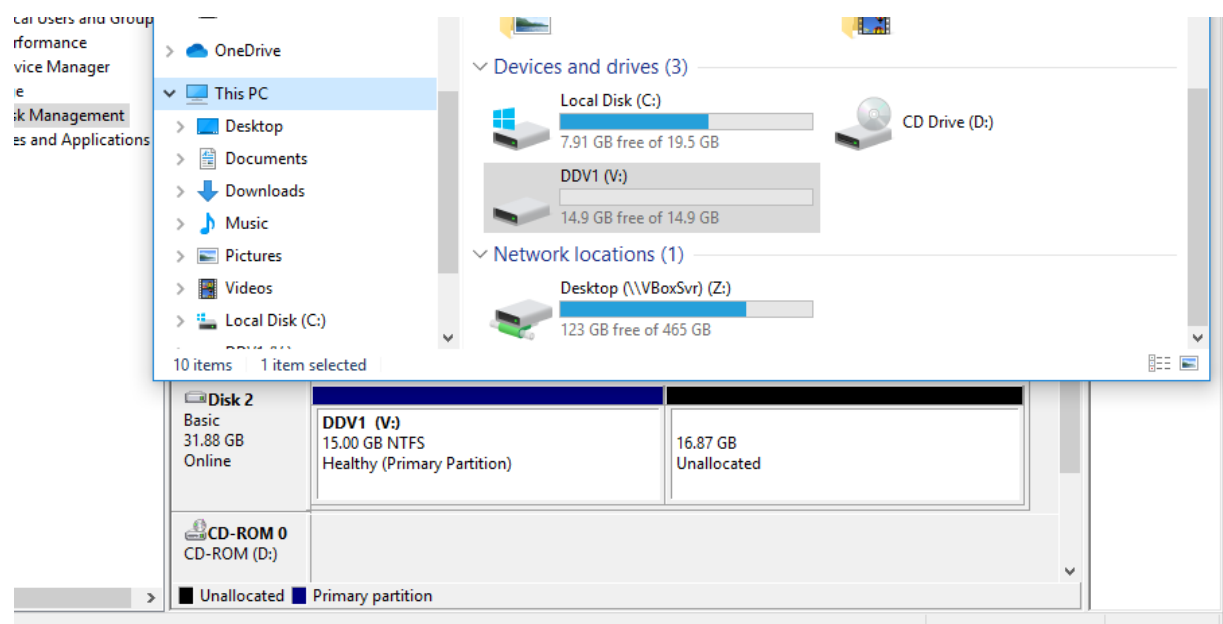 cal Users and Group
rformance
vice Manager
e
sk Management
es and Applications
OneDrive
This PC
Desktop
Documents
Downloads
Music
Pictures
Videos
Local Disk (C:)
Devices and drives (3)
Local Disk (C:)
7.91 GB free of 19.5 GB
CD Drive (D:)
DDV1 (V:)
14.9 GB free of 14.9 GB
Network locations (1)
Desktop (\\VBoxSvr) (Z:)
123 GB free of 465 GB
10 items
1 item selected
Disk 2
Basic
31.88 GB
Online
DDV1 (V:)
15.00 GB NTFS
Healthy (Primary Partition)
16.87 GB
Unallocated
CD-ROM 0
CD-ROM (D:)
Unallocated
Primary partition